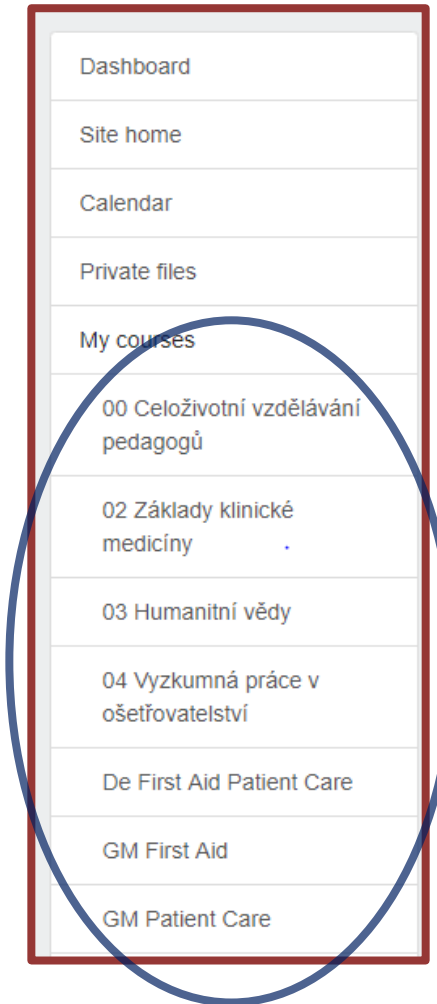 Dashboard
Site home
Calendar
Private files
My courses
00 Celoživotní vzdělávání
pedagogů
02 Základy klinické
medicíny
03 Humanitní vědy
04 Vyzkumná práce v
ošetřovatelství
De First Aid Patient Care
GM First Aid
GM Patient Care